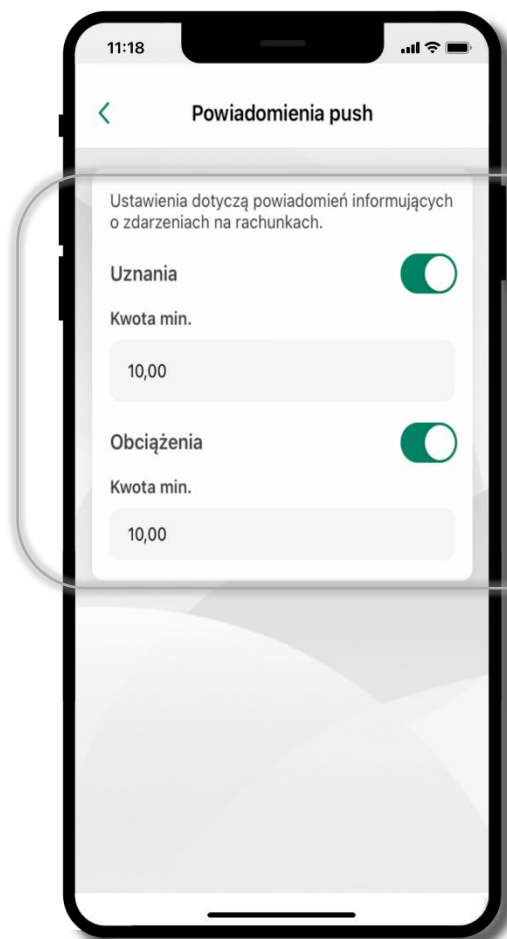 11:18
Powiadomienia push
Ustawienia dotyczą powiadomień informujących
o zdarzeniach na rachunkach.
Uznania
Kwota min.
10,00
Obciążenia
Kwota min.
10,00